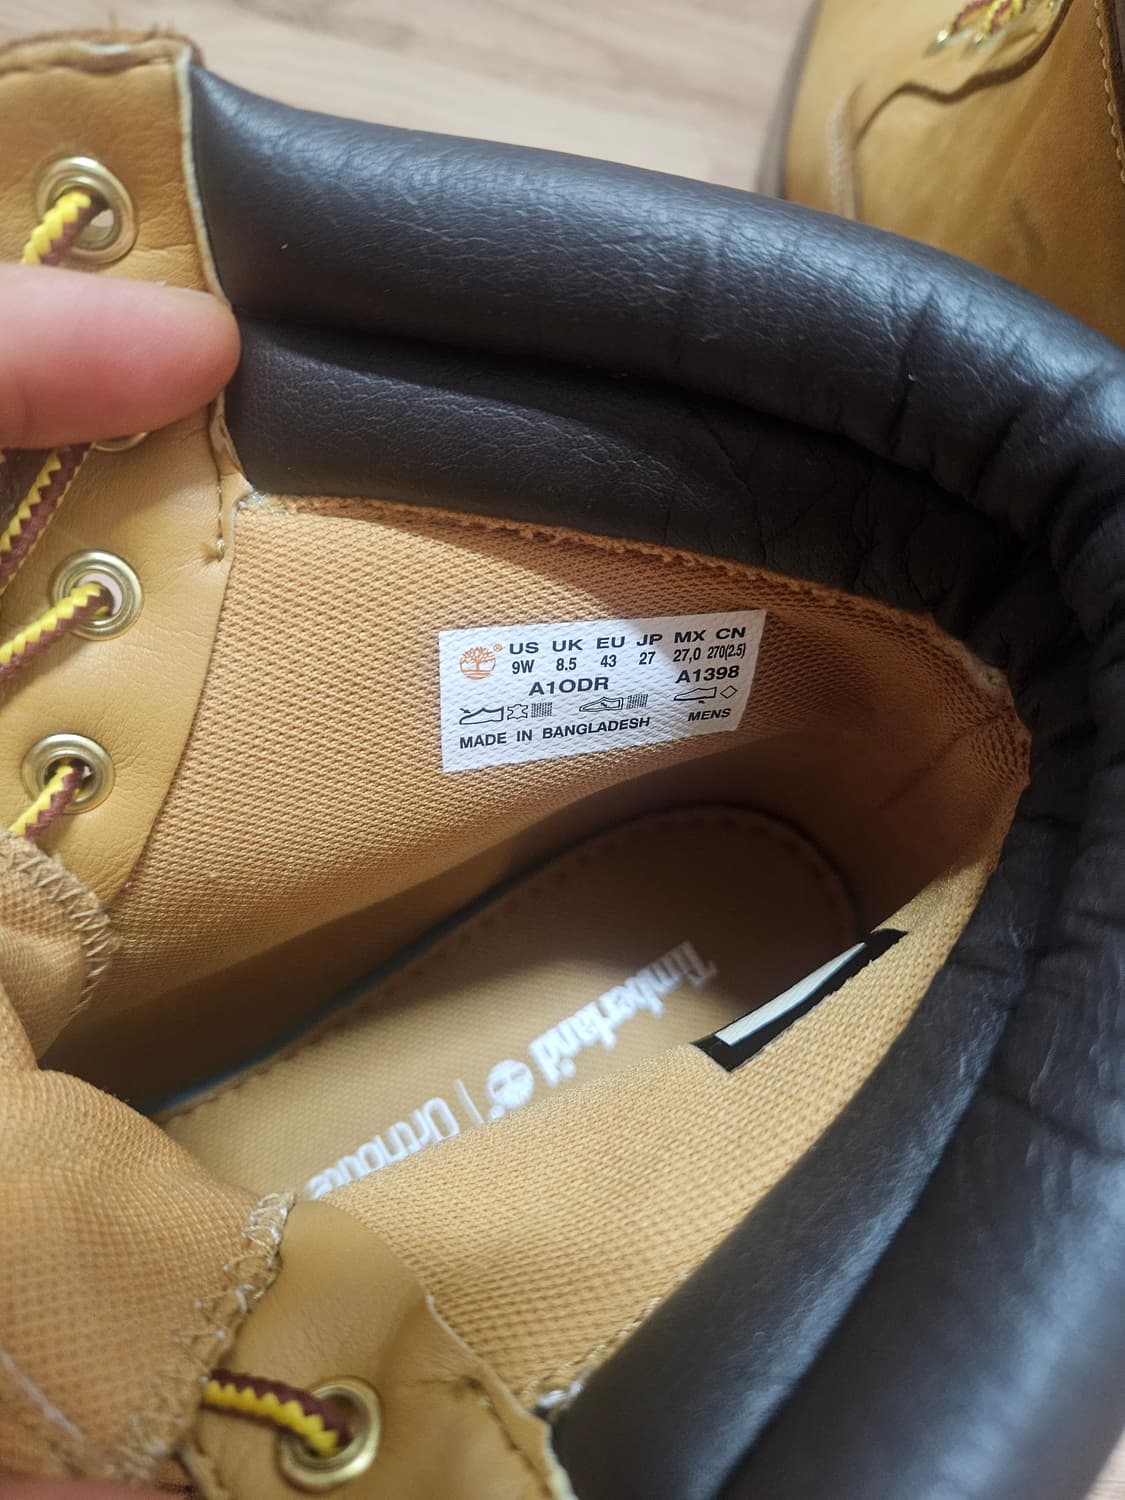 US UK EU JP MX CN
9W 8.5 43 27 27,0 270(2.5)
A1ODR A1398
MADE IN BANGLADESH MENS
Timberland